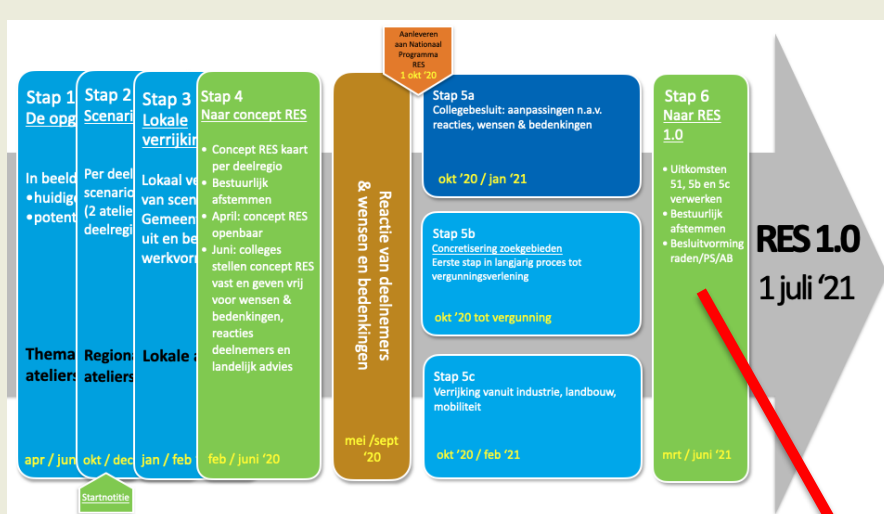 Aanleveren
aan Nationaal
Programma
RES
1 okt '20
Stap 1
De opg
In beeld
•huidig
•potent
Thema
ateliers
apr / jun
Stap 2
Scenari
Per deel
scenario
(2 atelie
deelregi
Region
ateliers
okt / dec
Startnotitie
Stap 3
Lokale
verrijkin
Lokaal ve
van scen
Gemeen
uit en be
werkvor
Lokale a
jan / feb
Stap 4
Naar concept RES
• Concept RES kaart
per deelregio
• Bestuurlijk
afstemmen
• April: concept RES
openbaar
• Juni: colleges
stellen concept RES
vast en geven vrij
voor wensen &
bedenkingen,
reacties
deelnemers en
landelijk advies
feb / juni '20
Reactie van deelnemers
& wensen en bedenkingen
mei /sept
'20
Stap 5a
Collegebesluit: aanpassingen n.a.v.
reacties, wensen & bedenkingen
okt '20 / jan '21
Stap 5b
Concretisering zoekgebieden
Eerste stap in langjarig proces tot
vergunningsverlening
okt '20 tot vergunning
Stap 5c
Verrijking vanuit industrie, landbouw,
mobiliteit
okt '20 / feb '21
Stap 6
Naar RES
1.0
• Uitkomsten
51, 5b en 5c
verwerken
• Bestuurlijk
afstemmen
• Besluitvorming
raden/PS/AB
mrt / juni '21
RES 1.0
1 juli '21